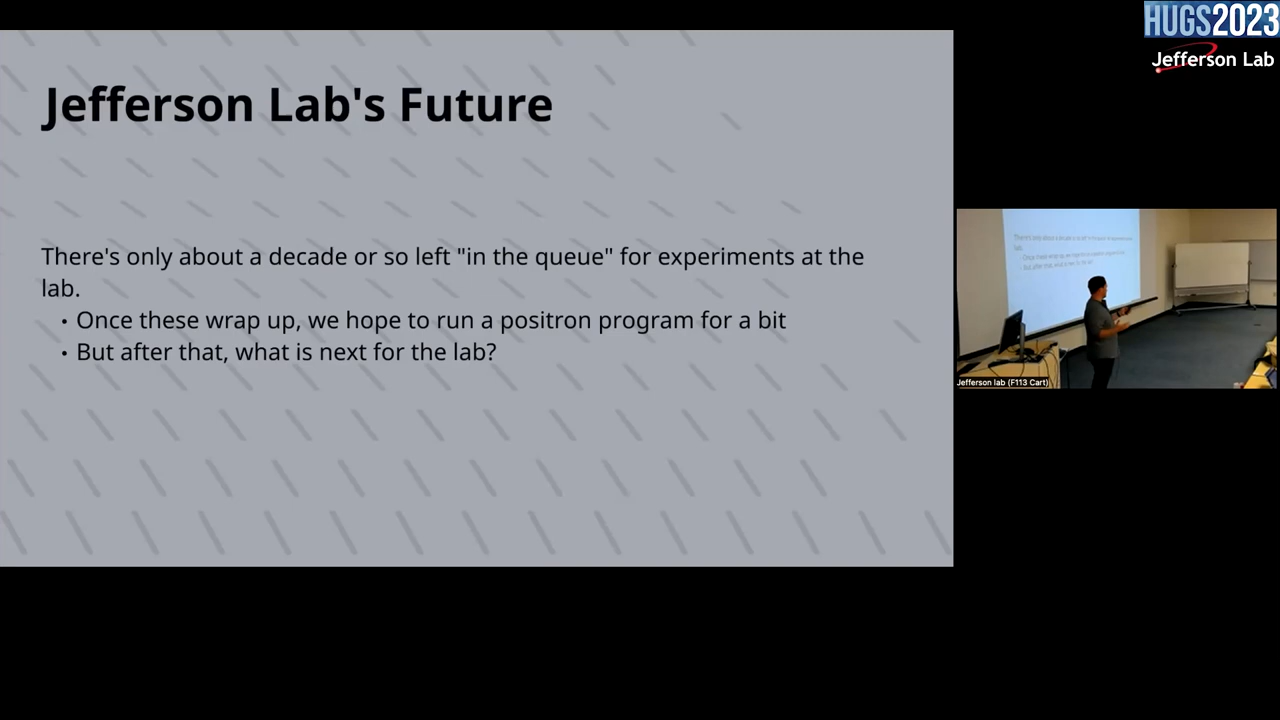 HUGS2023
Jefferson Lab
Jefferson Lab's Future
There's only about a decade or so left "in the queue" for experiments at the
lab.
• Once these wrap up, we hope to run a positron program for a bit
• But after that, what is next for the lab?
Jefferson lab (F113 Cart)